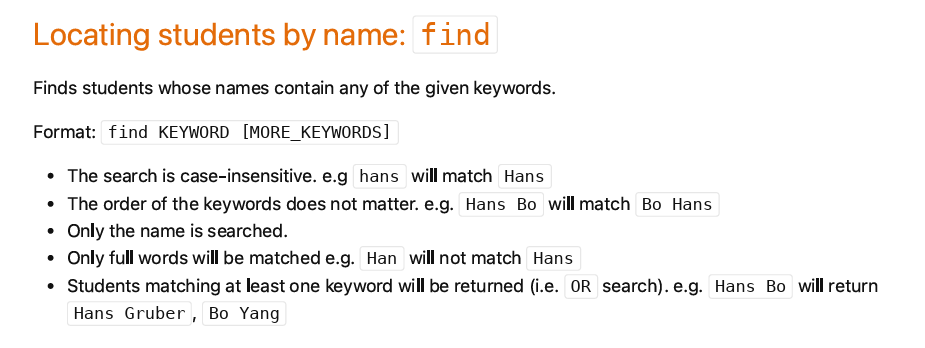 Locating students by name: find
Finds students whose names contain any of the given keywords.
Format: find KEYWORD [MORE_KEYWORDS]
• The search is case-insensitive. e.g hans will match Hans
• The order of the keywords does not matter. e.g. Hans Bo will match Bo Hans
• Only the name is searched.
• Only full words will be matched e.g. Han will not match Hans
• Students matching at least one keyword will be returned (i.e. OR search). e.g. Hans Bo will return
Hans Gruber, Bo Yang